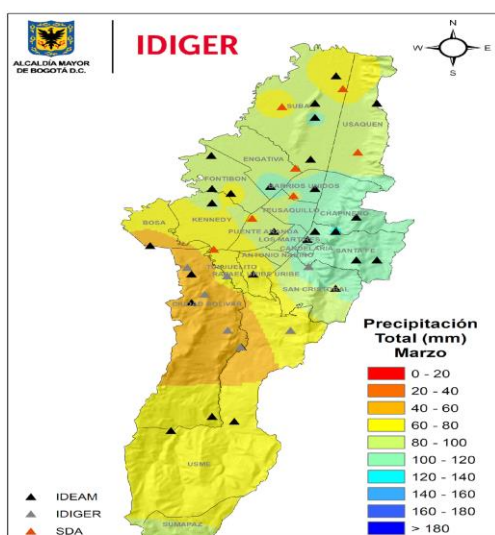 ALCALDÍA MAYOR
DE BOGOTÁ D.C.
IDIGER
N
W
E
S
SUBA
USAQUEN
ENGATIVA
FONTIBON
BARRIOS UNIDOS
TEUSAQUILLO
CHAPINERO
BOSA
KENNEDY
PUENTE ARANDA
LOS MARTIRES
CANDELARIA
SANTA FE
ANTONIO NARIÑO
TUNJUELITO
RAFAEL URIBE URIBE
SAN CRISTOBAL
CIUDAD BOLIVAR
USME
SUMAPAZ
Precipitación
Total (mm)
Marzo
0 - 20
20 - 40
40 - 60
60 - 80
80 - 100
100 - 120
120 - 140
140 - 160
160 - 180
> 180
IDEAM
IDIGER
SDA